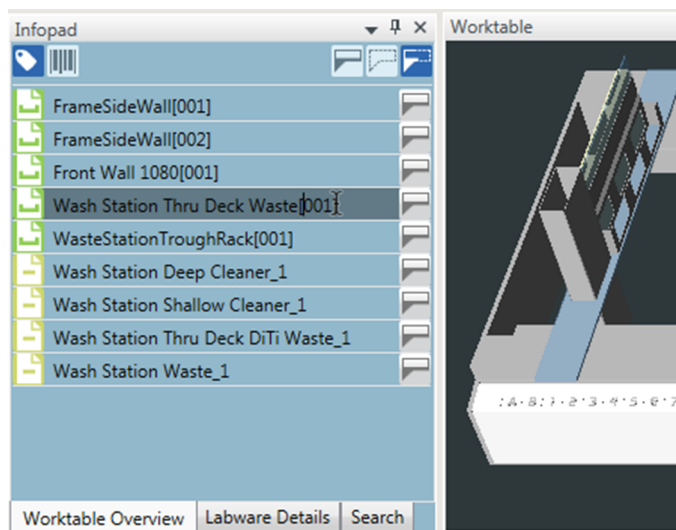 Infopad
Worktable
FrameSideWall[001]
FrameSideWall[002]
Front Wall 1080[001]
Wash Station Thru Deck Waste[001]
WasteStationTroughRack[001]
Wash Station Deep Cleaner_1
Wash Station Shallow Cleaner_1
Wash Station Thru Deck DiTi Waste_1
Wash Station Waste_1
Worktable Overview
Labware Details
Search